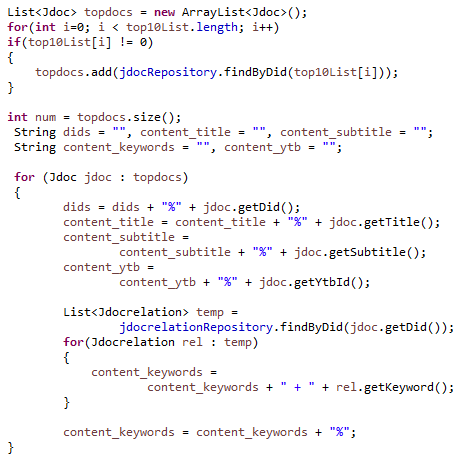 List<Jdoc> topdocs = new ArrayList<Jdoc>();
for(int i=0; i < top10List.length; i++)
if(top10List[i] != 0)
{
    topdocs.add(jdocRepository.findByDid(top10List[i]));
}

int num = topdocs.size();
 String dids = "", content_title = "", content_subtitle = "";
 String content_keywords = "", content_ytb = "";

 for (Jdoc jdoc : topdocs)
 {
        dids = dids + "%" + jdoc.getDid();
        content_title = content_title + "%" + jdoc.getTitle();
        content_subtitle =
                content_subtitle + "%" + jdoc.getSubtitle();
        content_ytb =
                content_ytb + "%" + jdoc.getYtbId();

        List<Jdocrelation> temp =
                jdocrelationRepository.findByDid(jdoc.getDid());
        for(Jdocrelation rel : temp)
        {
            content_keywords =
                    content_keywords + " + " + rel.getKeyword();
        }

        content_keywords = content_keywords + "%";
}